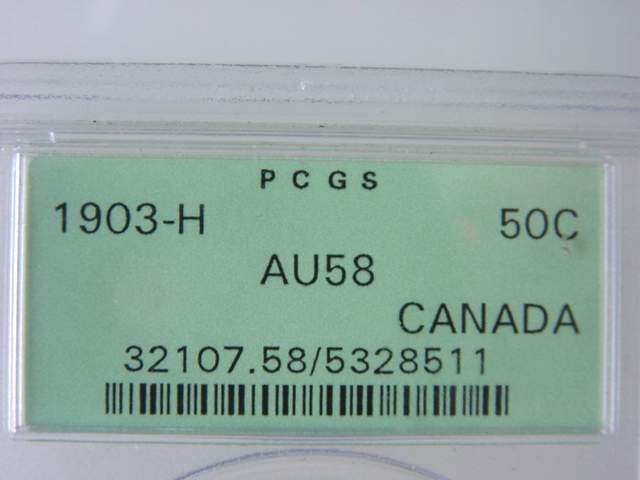 PCGS
1903-H 50C
AU58
CANADA
32107.58/5328511